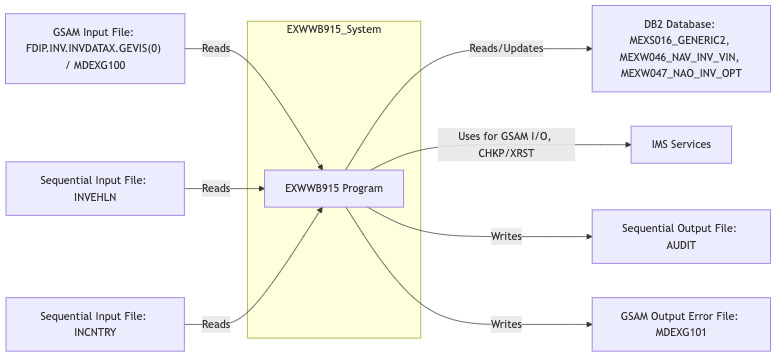 GSAM Input File:
FDIP.INV.INVDATAX.GEVIS(0)
/ MDEXG100
Reads
EXWWB915_System
Reads/Updates
DB2 Database:
MEXS016_GENERIC2,
MEXW046_NAV_INV_VIN,
MEXW047_NAO_INV_OPT
Uses for GSAM I/O,
CHKP/XRST
IMS Services
Sequential Input File:
INVEHLN
Reads
EXWWB915 Program
Writes
Sequential Output File:
AUDIT
Sequential Input File:
INCNTRY
Reads
Writes
GSAM Output Error File:
MDEXG101